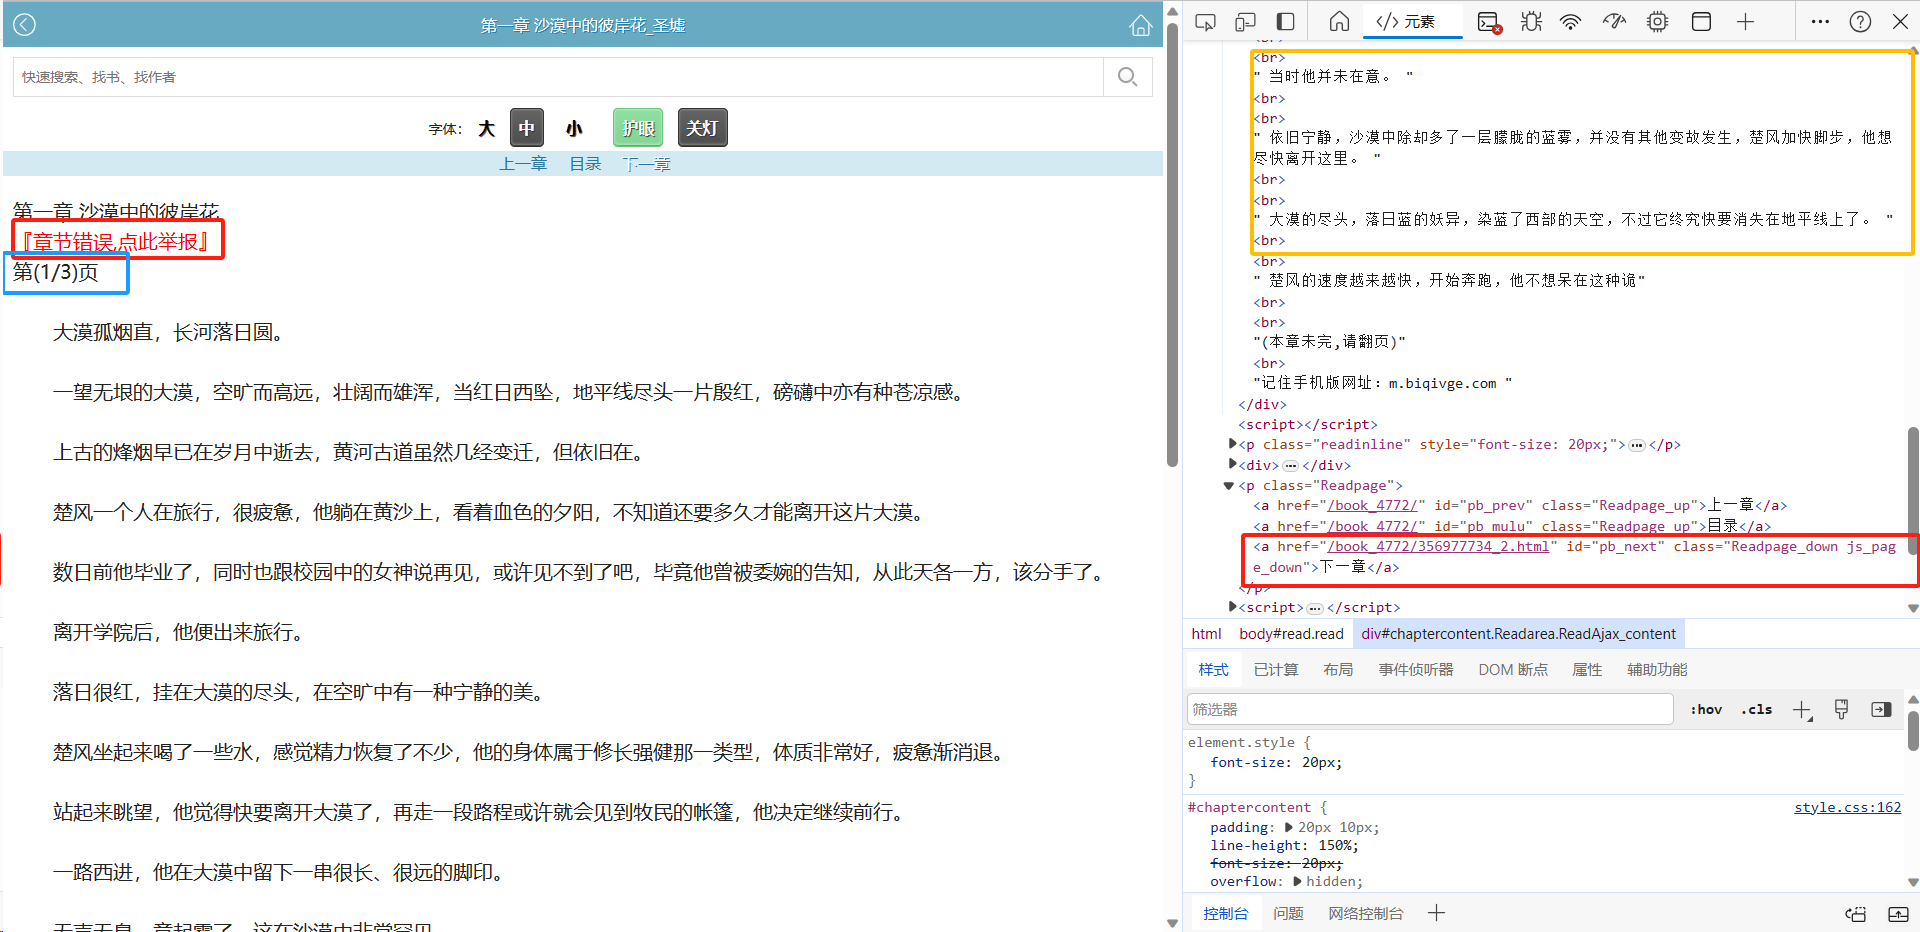 第一章 沙漠中的彼岸花_圣墟
快速搜索、找书、找作者
字体： 大 中 小 护眼 关灯
上一章 目录 下一章
第一章 沙漠中的彼岸花
『章节错误,点此举报』
第(1/3)页
大漠孤烟直，长河落日圆。
一望无垠的大漠，空旷而高远，壮阔而雄浑，当红日西坠，地平线尽头一片殷红，磅礴中亦有种苍凉感。
上古的烽烟早已在岁月中逝去，黄河古道虽然几经变迁，但依旧在。
楚风一个人在旅行，很疲惫，他躺在黄沙上，看着血色的夕阳，不知道还要多久才能离开这片大漠。
数日前他毕业了，同时也跟校园中的女神说再见，或许见不到了吧，毕竟他曾被委婉的告知，从此天各一方，该分手了。
离开学院后，他便出来旅行。
落日很红，挂在大漠的尽头，在空旷中有一种宁静的美。
楚风坐起来喝了一些水，感觉精力恢复了不少，他的身体属于修长强健那一类型，体质非常好，疲惫渐消退。
站起来眺望，他觉得快要离开大漠了，再走一段路程或许就会见到牧民的帐篷，他决定继续前行。
一路西进，他在大漠中留下一串很长、很远的脚印。
无声无息，竟起雾了，这在沙漠中非常罕见。
</> 元素
<br>
" 当时他并未在意。 "
<br>
<br>
" 依旧宁静，沙漠中除却多了一层朦胧的蓝雾，并没有其他变故发生，楚风加快脚步，他想
尽快离开这里。 "
<br>
<br>
" 大漠的尽头，落日蓝的妖异，染蓝了西部的天空，不过它终究快要消失在地平线上了。 "
<br>
<br>
" 楚风的速度越来越快，开始奔跑，他不想呆在这种诡"
<br>
<br>
"(本章未完,请翻页)"
<br>
"记住手机版网址：m.biqivge.com "
</div>
<script></script>
<p class="readinline" style="font-size: 20px;">…</p>
<div>…</div>
<p class="Readpage">
<a href="/book_4772/" id="pb_prev" class="Readpage_up">上一章</a>
<a href="/book_4772/" id="pb_mulu" class="Readpage_up">目录</a>
<a href="/book_4772/356977734_2.html" id="pb_next" class="Readpage_down js_pag
e_down">下一章</a>
</p>
<script>…</script>
html body#read.read div#chaptercontent.Readarea.ReadAjax_content
样式 已计算 布局 事件侦听器 DOM 断点 属性 辅助功能
筛选器 :hov .cls
element.style {
font-size: 20px;
}
#chaptercontent { style.css:162
padding: 20px 10px;
line-height: 150%;
font-size: 20px;
overflow: hidden;
控制台 问题 网络控制台